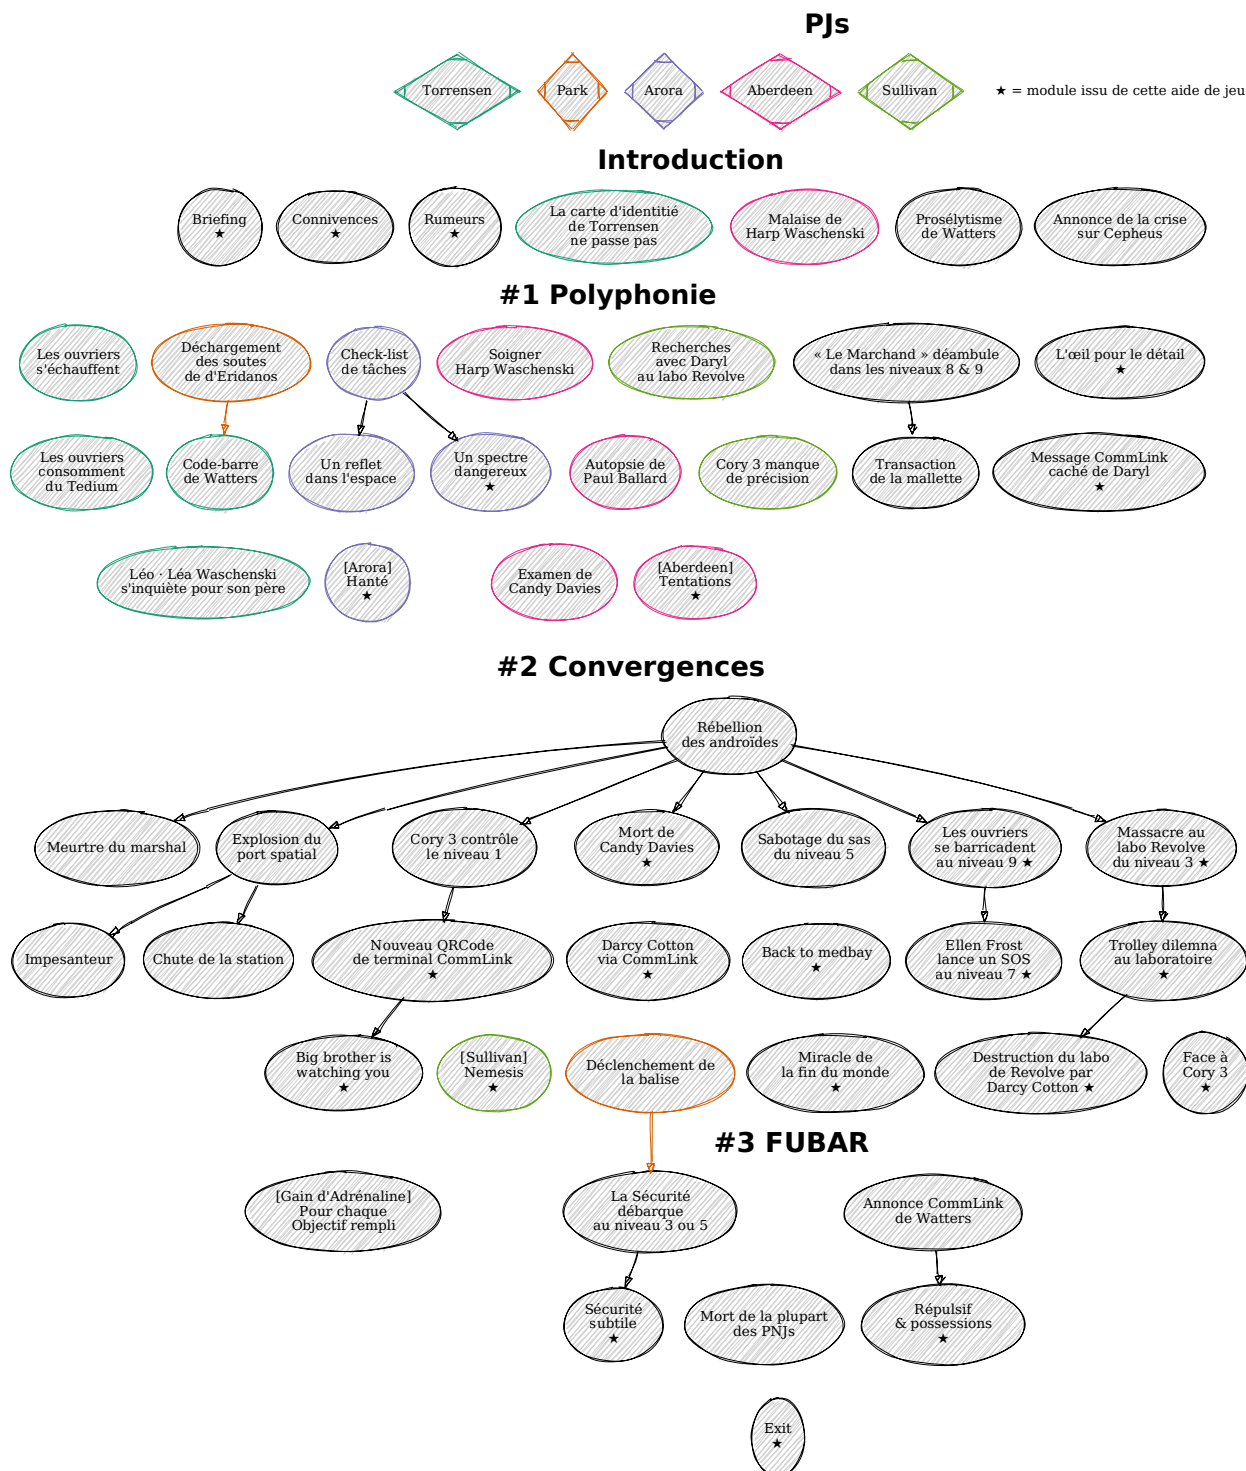 PJs
Torrensen
Park
Arora
Aberdeen
Sullivan
★ = module issu de cette aide de jeu
Introduction
Briefing
★
Connivences
★
Rumeurs
★
La carte d'identitié
de Torrensen
ne passe pas
Malaise de
Harp Waschenski
Prosélytisme
de Watters
Annonce de la crise
sur Cepheus
#1 Polyphonie
Les ouvriers
s'échauffent
Déchargement
des soutes
de d'Eridanos
Check-list
de tâches
Soigner
Harp Waschenski
Recherches
avec Daryl
au labo Revolve
« Le Marchand » déambule
dans les niveaux 8 & 9
L'œil pour le détail
★
Les ouvriers
consomment
du Tedium
Code-barre
de Watters
Un reflet
dans l'espace
Un spectre
dangereux
★
Autopsie de
Paul Ballard
Cory 3 manque
de précision
Transaction
de la mallette
Message CommLink
caché de Daryl
★
Léo · Léa Waschenski
s'inquiète pour son père
[Arora]
Hanté
★
Examen de
Candy Davies
[Aberdeen]
Tentations
★
#2 Convergences
Rébellion
des androïdes
Meurtre du marshal
Explosion du
port spatial
Cory 3 contrôle
le niveau 1
Mort de
Candy Davies
★
Sabotage du sas
du niveau 5
Les ouvriers
se barricadent
au niveau 9 ★
Massacre au
labo Revolve
du niveau 3 ★
Impesanteur
Chute de la station
Nouveau QRCode
de terminal CommLink
★
Darcy Cotton
via CommLink
★
Back to medbay
★
Ellen Frost
lance un SOS
au niveau 7 ★
Trolley dilemna
au laboratoire
★
Big brother is
watching you
★
[Sullivan]
Nemesis
★
Déclenchement de
la balise
Miracle de
la fin du monde
★
Destruction du labo
de Revolve par
Darcy Cotton ★
Face à
Cory 3
★
#3 FUBAR
[Gain d'Adrénaline]
Pour chaque
Objectif rempli
La Sécurité
débarque
au niveau 3 ou 5
Annonce CommLink
de Watters
Sécurité
subtile
★
Mort de la plupart
des PNJs
Répulsif
& possessions
★
Exit
★